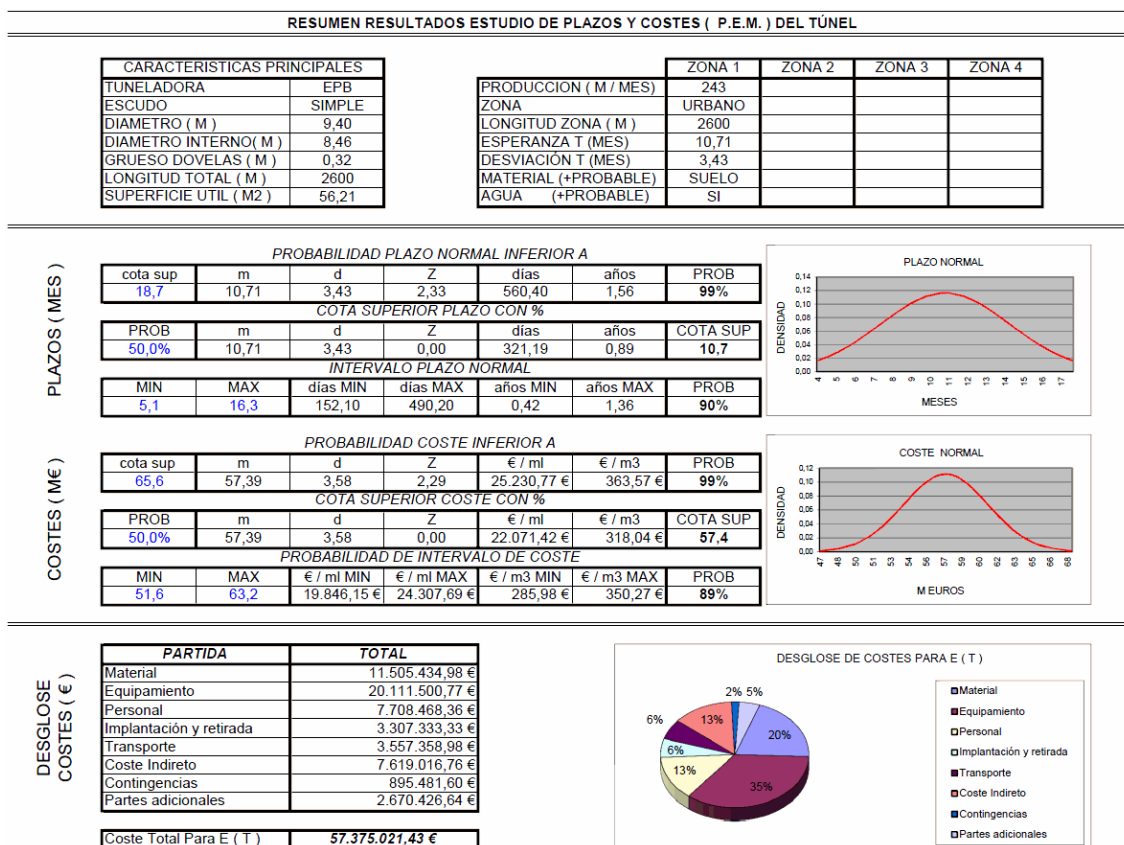 RESUMEN RESULTADOS ESTUDIO DE PLAZOS Y COSTES ( P.E.M. ) DEL TÚNEL
CARACTERISTICAS PRINCIPALES
TUNELADORA EPB
ESCUDO SIMPLE
DIAMETRO ( M ) 9,40
DIAMETRO INTERNO( M ) 8,46
GRUESO DOVELAS ( M ) 0,32
LONGITUD TOTAL ( M ) 2600
SUPERFICIE UTIL ( M2 ) 56,21
ZONA 1 ZONA 2 ZONA 3 ZONA 4
PRODUCCION ( M / MES) 243
ZONA URBANO
LONGITUD ZONA ( M ) 2600
ESPERANZA T (MES) 10,71
DESVIACIÓN T (MES) 3,43
MATERIAL (+PROBABLE) SUELO
AGUA (+PROBABLE) SI
PLAZOS ( MES )
PROBABILIDAD PLAZO NORMAL INFERIOR A
cota sup m d Z días años PROB
18,7 10,71 3,43 2,33 560,40 1,56 99%
COTA SUPERIOR PLAZO CON %
PROB m d Z días años COTA SUP
50,0% 10,71 3,43 0,00 321,19 0,89 10,7
INTERVALO PLAZO NORMAL
MIN MAX días MIN días MAX años MIN años MAX PROB
5,1 16,3 152,10 490,20 0,42 1,36 90%
PLAZO NORMAL
DENSIDAD
0,14
0,12
0,10
0,08
0,06
0,04
0,02
0,00
4 5 6 7 8 9 10 11 12 13 14 15 16 17
MESES
COSTES ( M€ )
PROBABILIDAD COSTE INFERIOR A
cota sup m d Z € / ml € / m3 PROB
65,6 57,39 3,58 2,29 25.230,77 € 363,57 € 99%
COTA SUPERIOR COSTE CON %
PROB m d Z € / ml € / m3 COTA SUP
50,0% 57,39 3,58 0,00 22.071,42 € 318,04 € 57,4
PROBABILIDAD DE INTERVALO DE COSTE
MIN MAX € / ml MIN € / ml MAX € / m3 MIN € / m3 MAX PROB
51,6 63,2 19.846,15 € 24.307,69 € 285,98 € 350,27 € 89%
COSTE NORMAL
DENSIDAD
0,12
0,10
0,08
0,06
0,04
0,02
0,00
47 48 50 51 53 54 56 57 59 60 62 63 65 66 68
M EUROS
DESGLOSE
COSTES ( € )
PARTIDA TOTAL
Material 11.505.434,98 €
Equipamiento 20.111.500,77 €
Personal 7.708.468,36 €
Implantación y retirada 3.307.333,33 €
Transporte 3.557.358,98 €
Coste Indireto 7.619.016,76 €
Contingencias 895.481,60 €
Partes adicionales 2.670.426,64 €
Coste Total Para E ( T ) 57.375.021,43 €
DESGLOSE DE COSTES PARA E ( T )
2% 5%
6% 13% 20%
6%
13% 35%
Material
Equipamiento
Personal
Implantación y retirada
Transporte
Coste Indireto
Contingencias
Partes adicionales